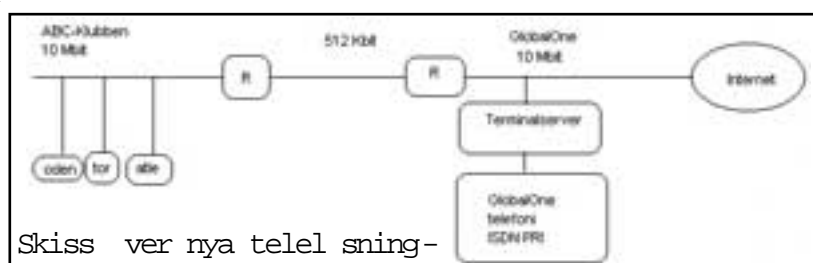 ABC-Klubben
10 Mbit
512 Kbit
GlobalOne
10 Mbit
R
R
Internet
Terminalserver
oden
tor
atle
GlobalOne
telefoni
ISDN PRI
Skiss ver nya telel sning-